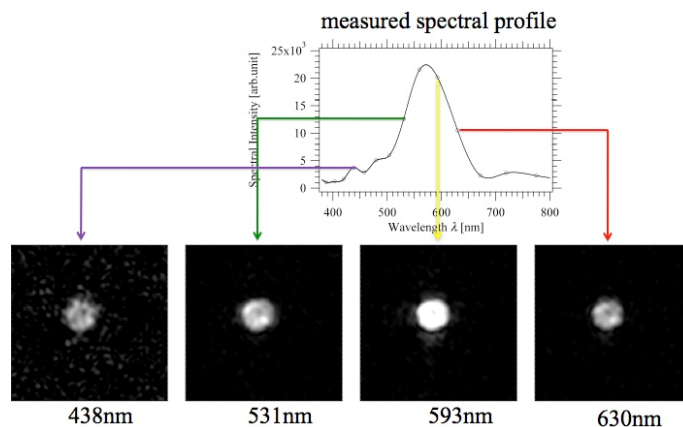 measured spectral profile
25x10³
20
15
10
5
0
Spectral Intensity [arb.unit]
400 500 600 700 800
Wavelength λ [nm]
438nm 531nm 593nm 630nm